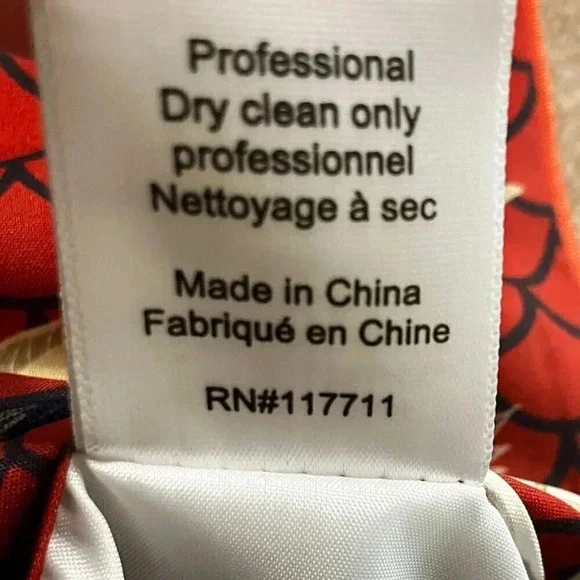 Professional
Dry clean only
professionnel
Nettoyage à sec
Made in China
Fabriqué en Chine
RN#117711